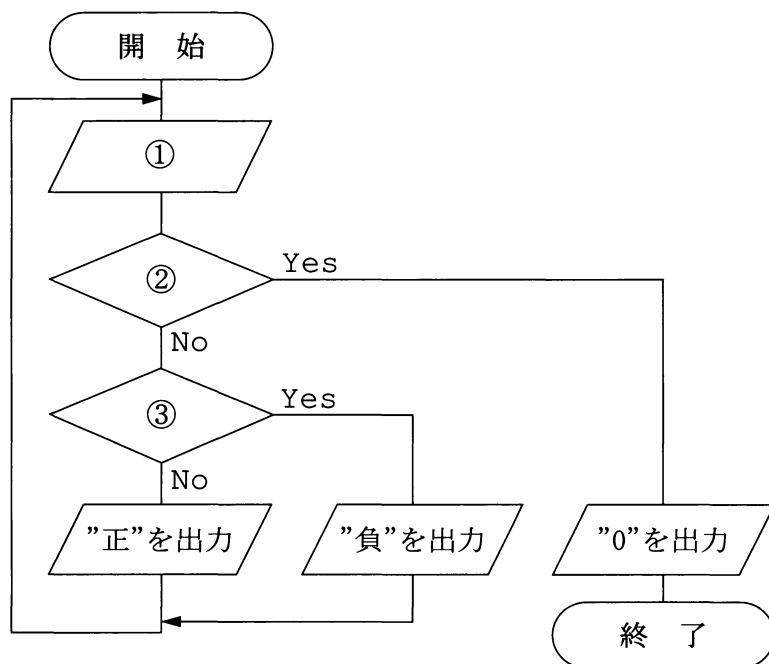 開 始
①
②
Yes
No
③
Yes
No
”正”を出力
”負”を出力
”0”を出力
終 了